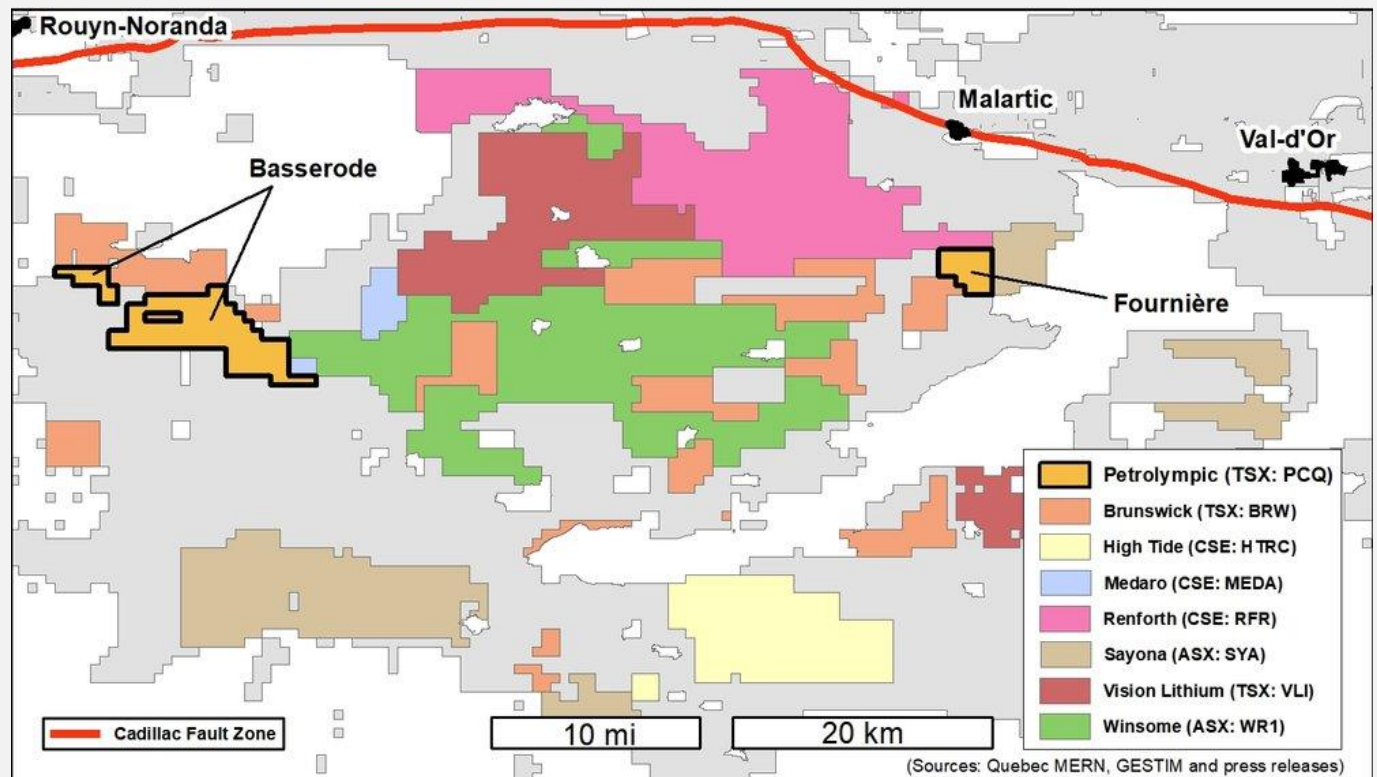 Rouyn-Noranda
Malartic
Val-d'Or
Basserode
Fournière
Petrolympic (TSX: PCQ)
Brunswick (TSX: BRW)
High Tide (CSE: HTRC)
Medaro (CSE: MEDA)
Renforth (CSE: RFR)
Sayona (ASX: SYA)
Vision Lithium (TSX: VLI)
Winsome (ASX: WR1)
Cadillac Fault Zone
10 mi
20 km
(Sources: Quebec MERN, GESTIM and press releases)